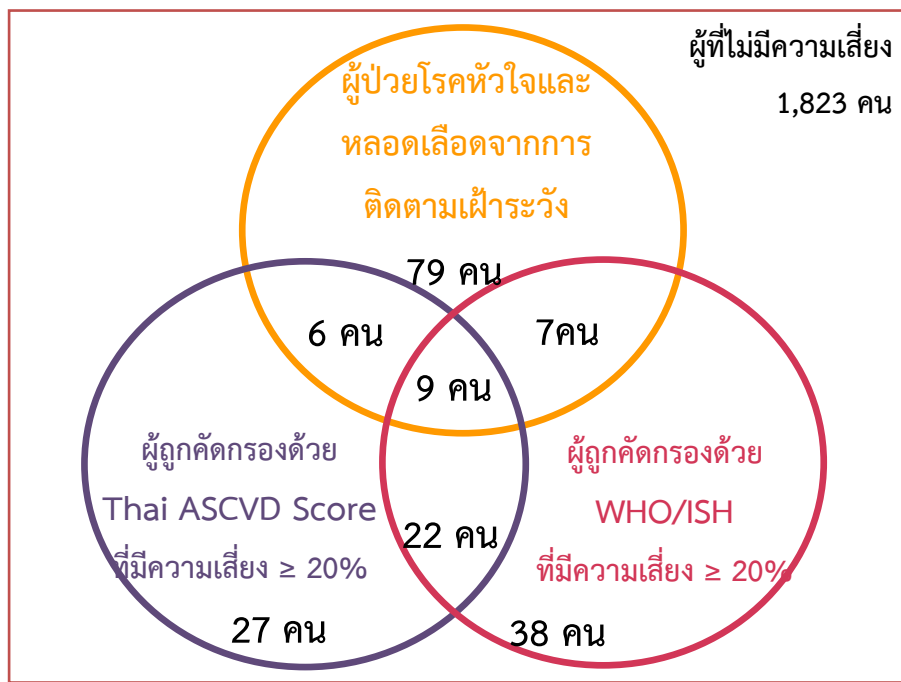 ผู้ที่ไม่มีความเสี่ยง
1,823 คน
ผู้ป่วยโรคหัวใจและ
หลอดเลือดจากการ
ติดตามเฝ้าระวัง
79 คน
6 คน
7คน
9 คน
ผู้ถูกคัดกรองด้วย
Thai ASCVD Score
ที่มีความเสี่ยง ≥ 20%
ผู้ถูกคัดกรองด้วย
WHO/ISH
ที่มีความเสี่ยง ≥ 20%
22 คน
27 คน
38 คน